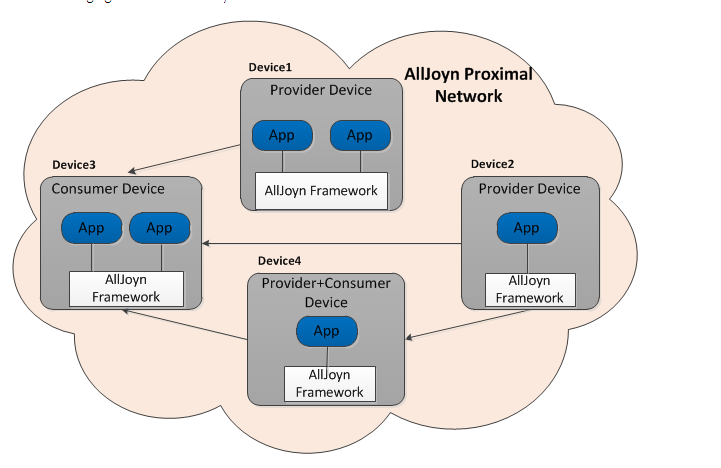 Device1
AllJoyn Proximal
Network
Provider Device
App
App
AllJoyn Framework
Device3
Consumer Device
App
App
AllJoyn
Framework
Device2
Provider Device
App
AllJoyn
Framework
Device4
Provider+Consumer
Device
App
AllJoyn
Framework